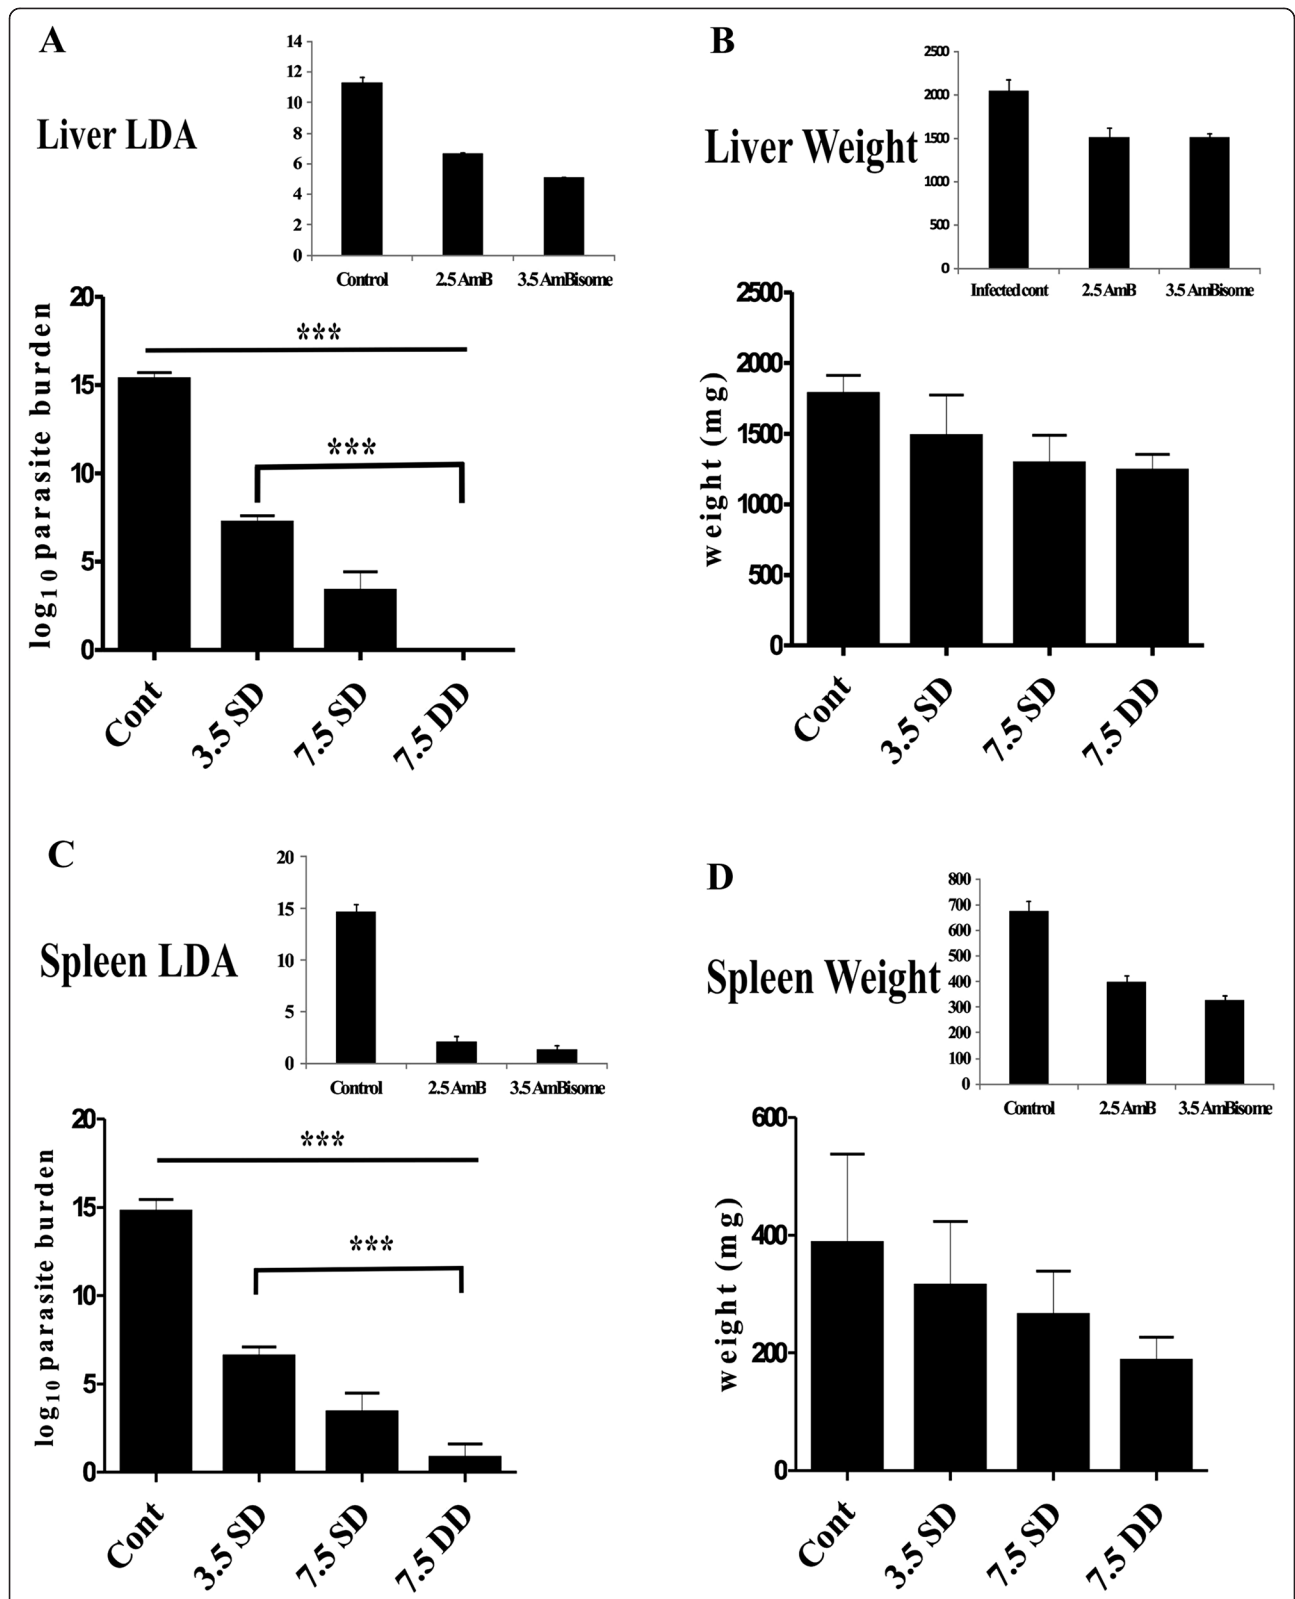 A
Liver LDA
14
12
10
8
6
4
2
0
Control 2.5 AmB 3.5 AmBisome
log10 parasite burden
20
15
10
5
0
***
***
Cont 3.5 SD 7.5 SD 7.5 DD
B
Liver Weight
2500
2000
1500
1000
500
0
Infected cont 2.5 AmB 3.5 AmBisome
weight (mg)
2500
2000
1500
1000
500
0
Cont 3.5 SD 7.5 SD 7.5 DD
C
Spleen LDA
20
15
10
5
0
Control 2.5 AmB 3.5 AmBisome
log10 parasite burden
20
15
10
5
0
***
***
Cont 3.5 SD 7.5 SD 7.5 DD
D
Spleen Weight
800
700
600
500
400
300
200
100
0
Control 2.5 AmB 3.5 AmBisome
weight (mg)
600
400
200
0
Cont 3.5 SD 7.5 SD 7.5 DD